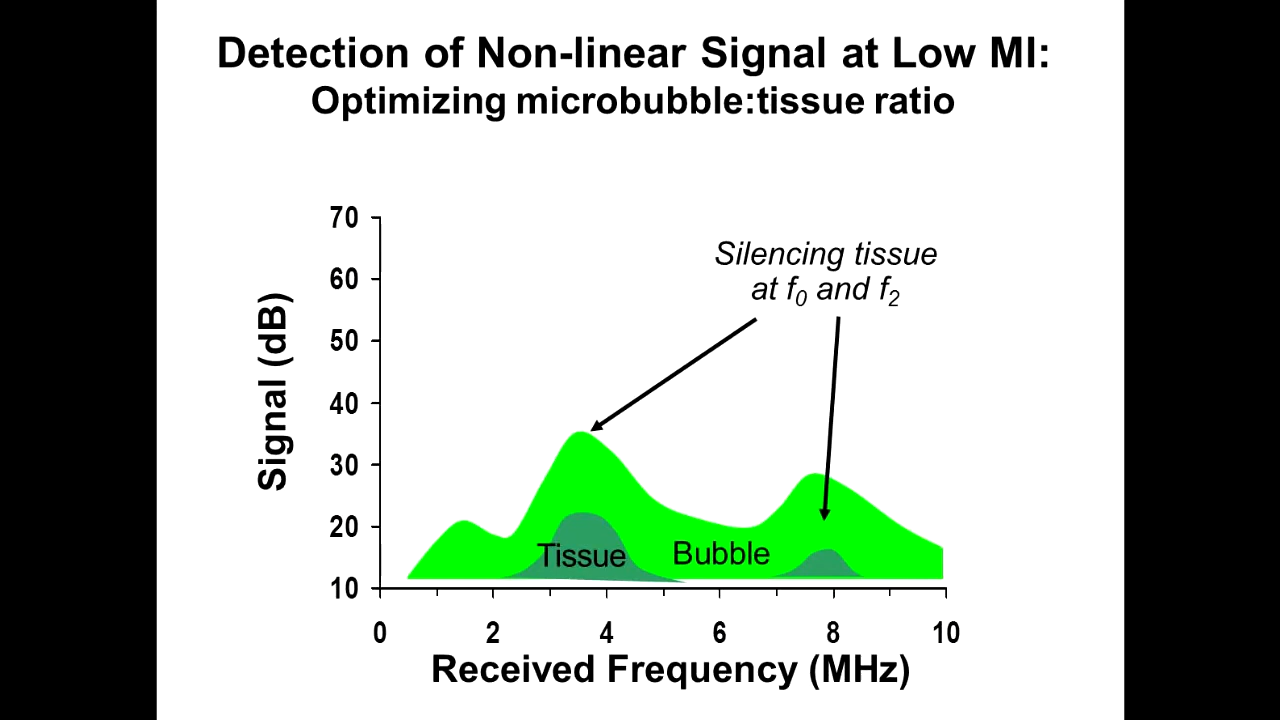 Detection of Non-linear Signal at Low MI:
Optimizing microbubble:tissue ratio
70
60
50
40
30
20
10
Signal (dB)
Silencing tissue
at f0 and f2
Tissue
Bubble
0 2 4 6 8 10
Received Frequency (MHz)